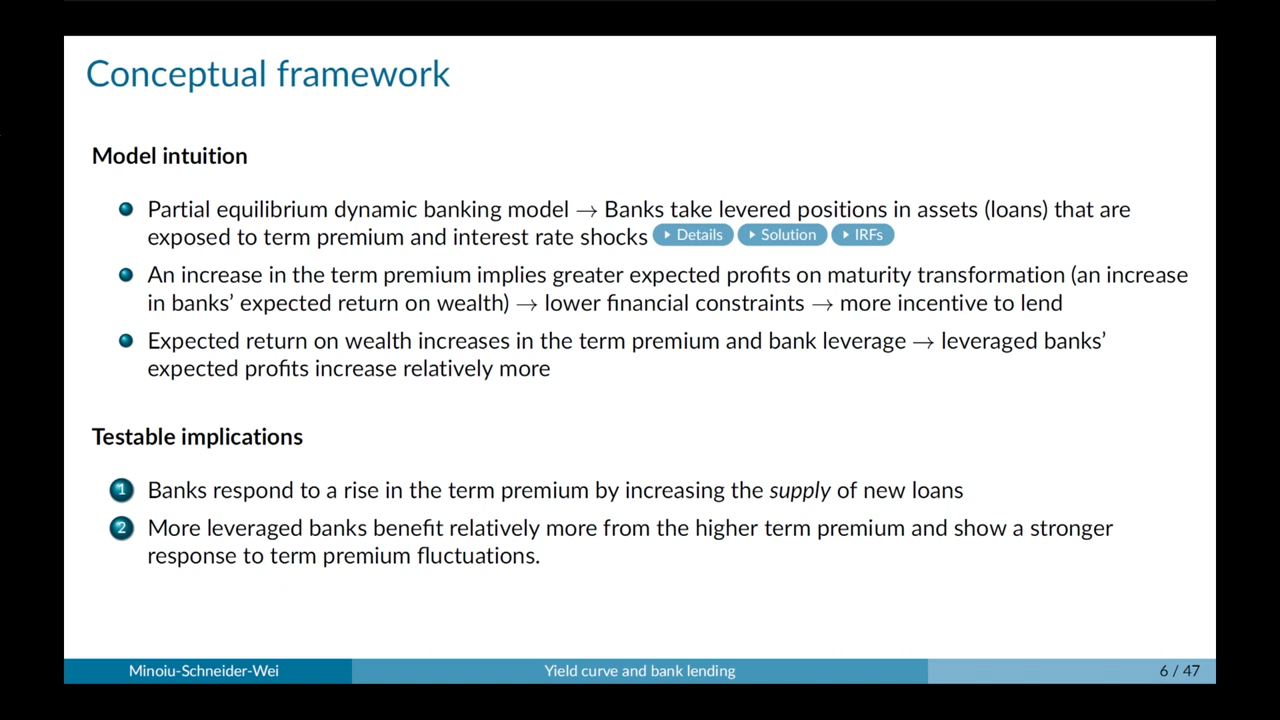 Conceptual framework
Model intuition
Partial equilibrium dynamic banking model → Banks take levered positions in assets (loans) that are
exposed to term premium and interest rate shocks Details Solution IRFs
An increase in the term premium implies greater expected profits on maturity transformation (an increase
in banks’ expected return on wealth) → lower financial constraints → more incentive to lend
Expected return on wealth increases in the term premium and bank leverage → leveraged banks’
expected profits increase relatively more
Testable implications
1 Banks respond to a rise in the term premium by increasing the supply of new loans
2 More leveraged banks benefit relatively more from the higher term premium and show a stronger
response to term premium fluctuations.
Minoiu-Schneider-Wei Yield curve and bank lending 6 / 47